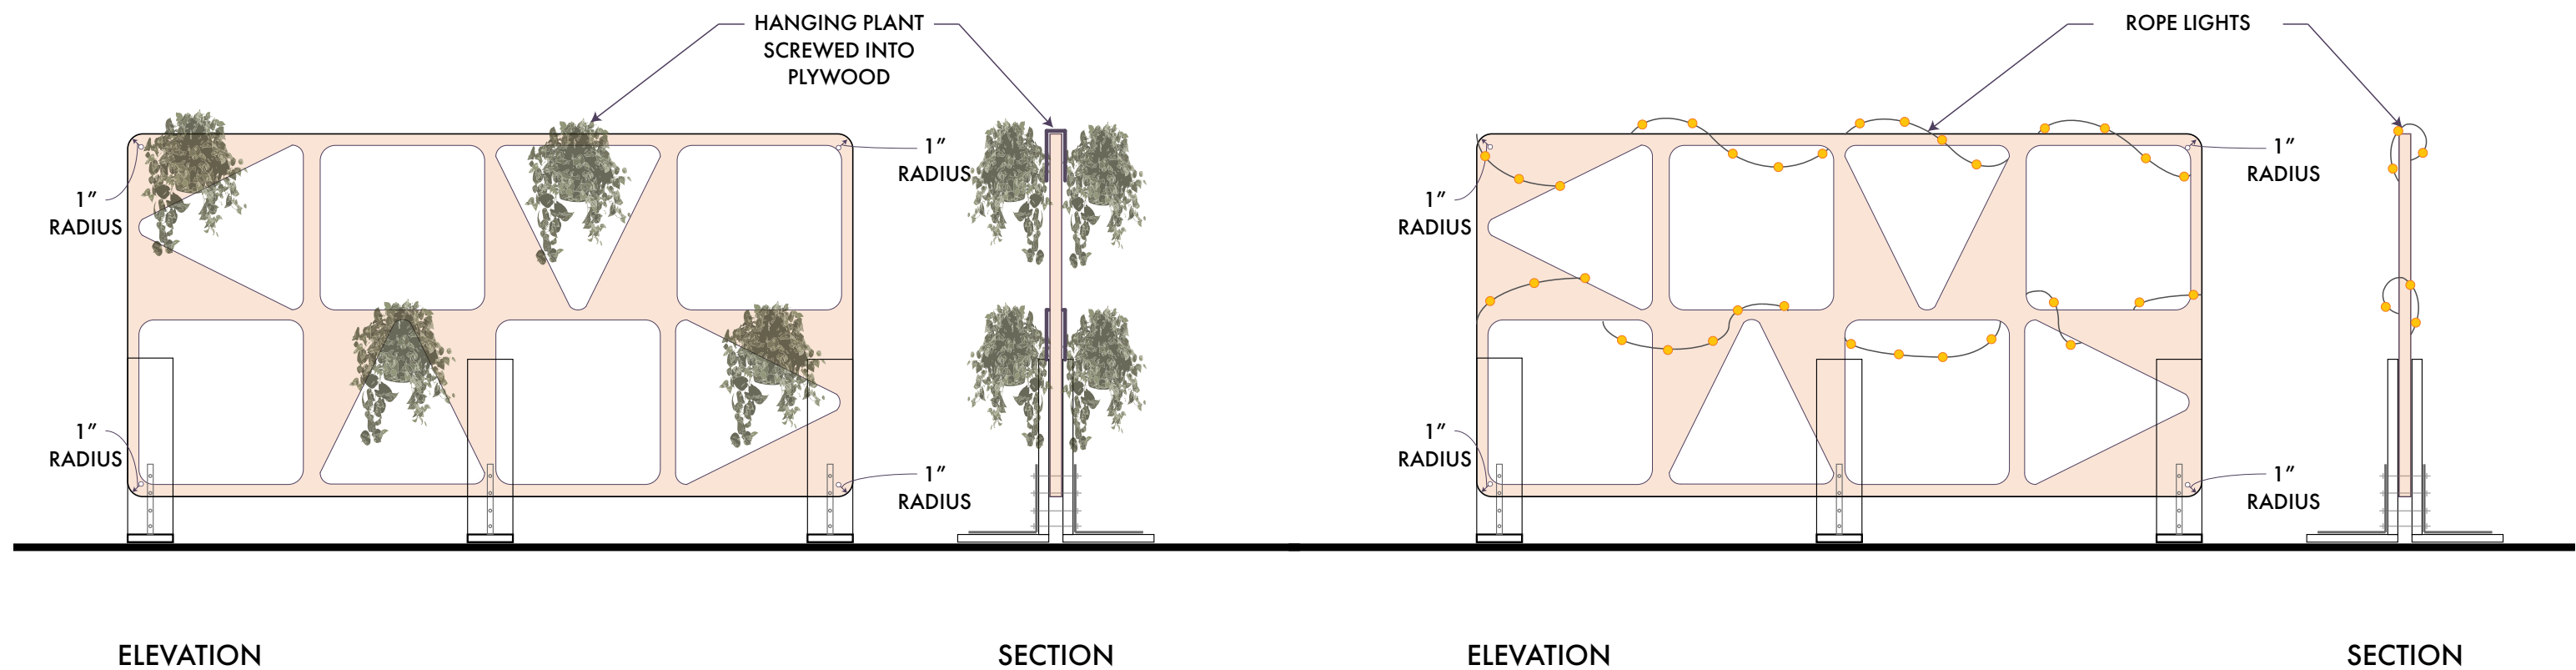 HANGING PLANT
SCREWED INTO
PLYWOOD
1”
RADIUS
1”
RADIUS
1”
RADIUS
1”
RADIUS
ELEVATION
SECTION
ROPE LIGHTS
1”
RADIUS
1”
RADIUS
1”
RADIUS
1”
RADIUS
ELEVATION
SECTION